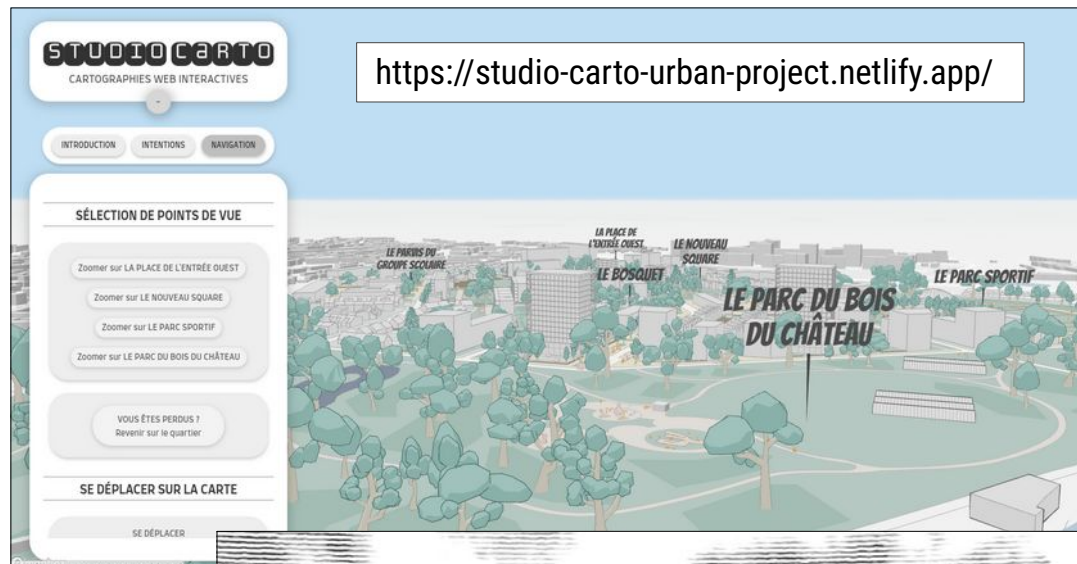 STUDIO CARTO
CARTOGRAPHIES WEB INTERACTIVES
https://studio-carto-urban-project.netlify.app/
INTRODUCTION
INTENTIONS
NAVIGATION
SÉLECTION DE POINTS DE VUE
Zoomer sur LA PLACE DE L'ENTRÉE OUEST
Zoomer sur LE NOUVEAU SQUARE
Zoomer sur LE PARC SPORTIF
Zoomer sur LE PARC DU BOIS DU CHÂTEAU
VOUS ÊTES PERDUS ?
Revenir sur le quartier
SE DÉPLACER SUR LA CARTE
SE DÉPLACER
LE PARVIS DU
GROUPE SCOLAIRE
LA PLACE DE
L'ENTRÉE OUEST
LE BOSQUET
LE NOUVEAU
SQUARE
LE PARC SPORTIF
LE PARC DU BOIS
DU CHÂTEAU